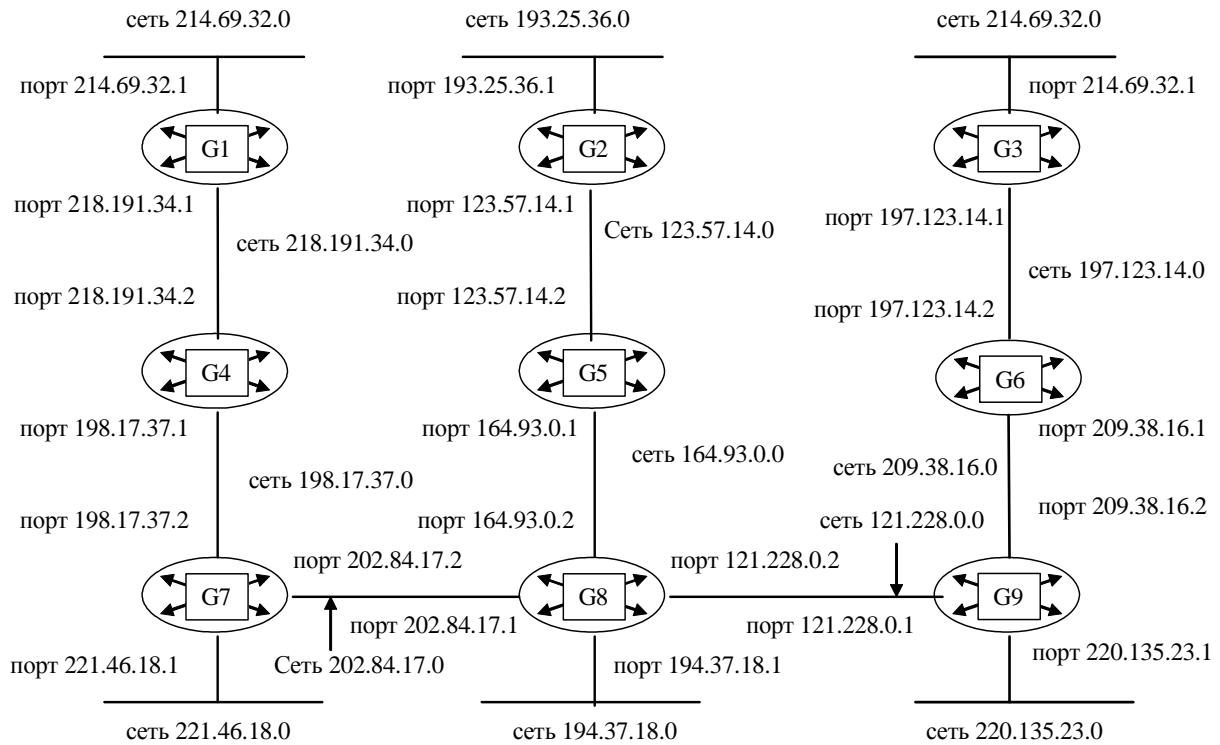 сеть 214.69.32.0
сеть 193.25.36.0
сеть 214.69.32.0
порт 214.69.32.1
порт 193.25.36.1
порт 214.69.32.1
G1
G2
G3
порт 218.191.34.1
порт 123.57.14.1
порт 197.123.14.1
сеть 218.191.34.0
Сеть 123.57.14.0
сеть 197.123.14.0
порт 218.191.34.2
порт 123.57.14.2
порт 197.123.14.2
G4
G5
G6
порт 198.17.37.1
порт 164.93.0.1
порт 209.38.16.1
сеть 198.17.37.0
сеть 164.93.0.0
сеть 209.38.16.0
порт 198.17.37.2
порт 164.93.0.2
сеть 121.228.0.0
порт 209.38.16.2
порт 202.84.17.2
порт 121.228.0.2
G7
G8
G9
порт 202.84.17.1
порт 121.228.0.1
порт 221.46.18.1
Сеть 202.84.17.0
порт 194.37.18.1
порт 220.135.23.1
сеть 221.46.18.0
сеть 194.37.18.0
сеть 220.135.23.0